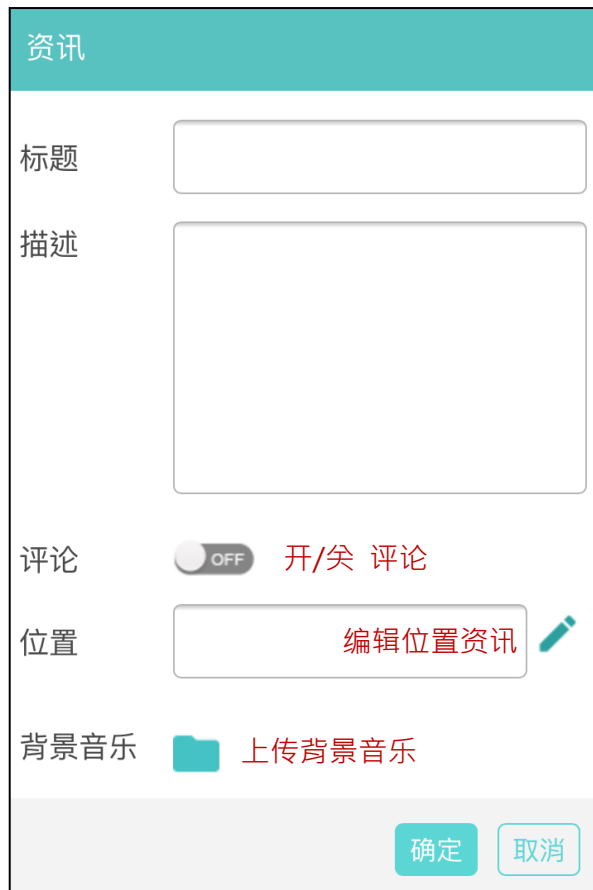 资讯
标题
描述
评论 OFF 开/关 评论
位置 编辑位置资讯
背景音乐 上传背景音乐
确定 取消